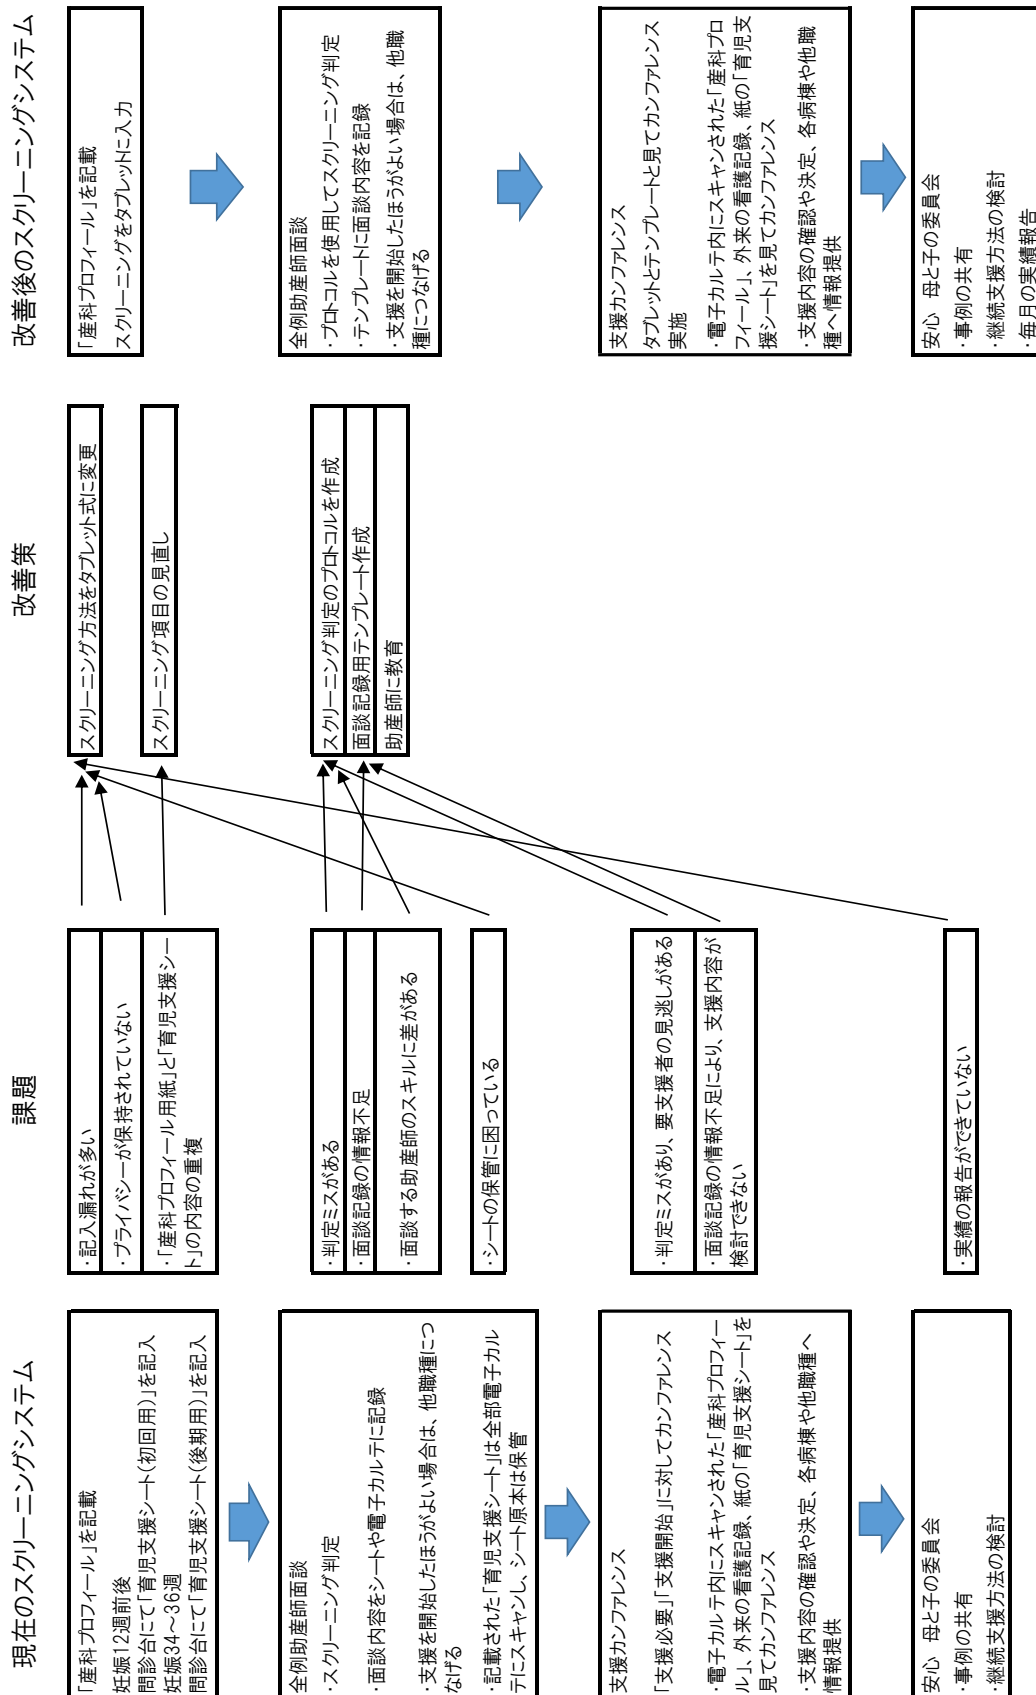 現在のスクリーニングシステム
「産科プロフィール」を記載
妊娠12週前後
問診台にて「育児支援シート(初回用)」を記入
妊娠34~36週
問診台にて「育児支援シート(後期用)」を記入
全例助産師面談
・スクリーニング判定
・面談内容をシートや電子カルテに記録
・支援を開始したほうがよい場合は、他職種につ
なげる
・記載された「育児支援シート」は全部電子カル
テにスキャンし、シート原本は保管
支援カンファレンス
「支援必要」「支援開始」に対してカンファレンス
・電子カルテ内にスキャンされた「産科プロフィー
ル」、外来の看護記録、紙の「育児支援シート」を
見てカンファレンス
・支援内容の確認や決定、各病棟や他職種へ
情報提供
安心 母と子の委員会
・事例の共有
・継続支援方法の検討
課題
・記入漏れが多い
・プライバシーが保持されていない
・「産科プロフィール用紙」と「育児支援シー
ト」の内容の重複
・判定ミスがある
・面談記録の情報不足
・面談する助産師のスキルに差がある
・シートの保管に困っている
・判定ミスがあり、要支援者の見逃しがある
・面談記録の情報不足により、支援内容が
検討できない
・実績の報告ができていない
改善策
スクリーニング方法をタブレット式に変更
スクリーニング項目の見直し
スクリーニング判定のプロトコルを作成
面談記録用テンプレート作成
助産師に教育
改善後のスクリーニングシステム
「産科プロフィール」を記載
スクリーニングをタブレットに入力
全例助産師面談
・プロトコルを使用してスクリーニング判定
・テンプレートに面談内容を記録
・支援を開始したほうがよい場合は、他職
種につなげる
支援カンファレンス
タブレットとテンプレートと見てカンファレンス
実施
・電子カルテ内にスキャンされた「産科プロ
フィール」、外来の看護記録、紙の「育児支
援シート」を見てカンファレンス
・支援内容の確認や決定、各病棟や他職
種へ情報提供
安心 母と子の委員会
・事例の共有
・継続支援方法の検討
・毎月の実績報告